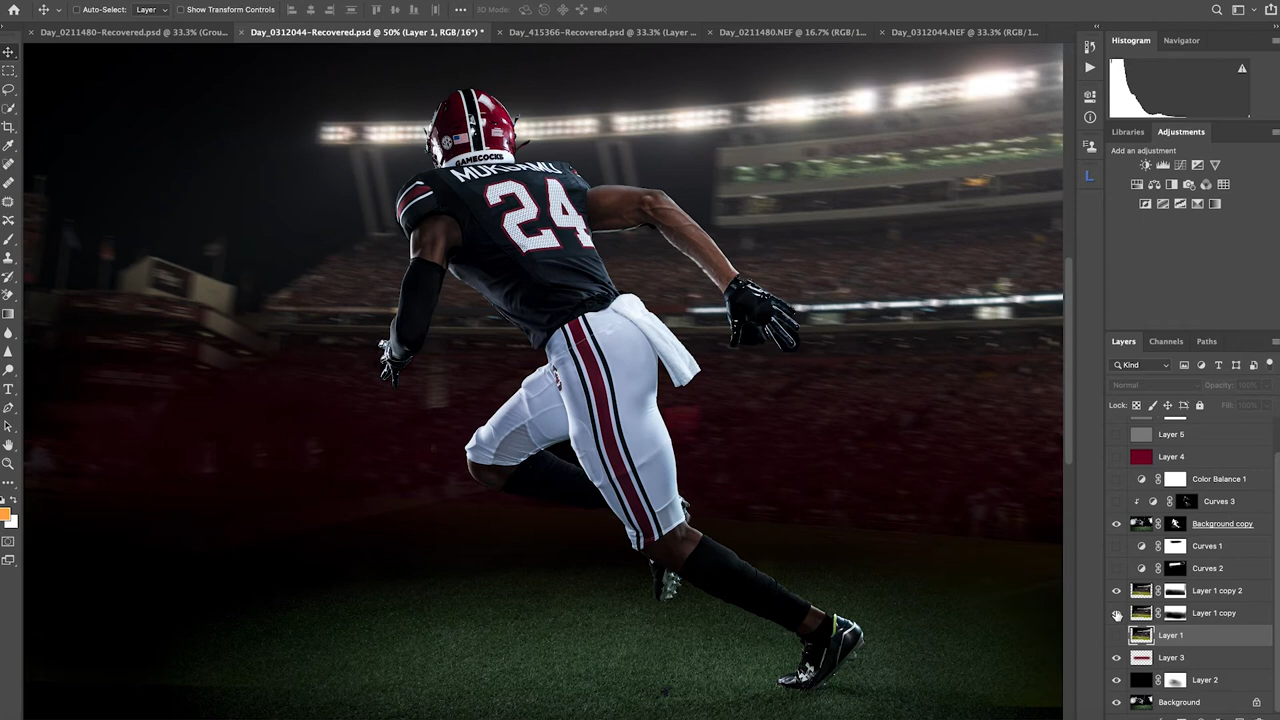 Auto-Select: Layer Show Transform Controls 3D Mode:
Day_0211480-Recovered.psd @ 33.3% (Grou... Day_0312044-Recovered.psd @ 50% (Layer 1, RGB/16*) * Day_415366-Recovered.psd @ 33.3% (Layer ... Day_0211480.NEF @ 16.7% (RGB/1... Day_0312044.NEF @ 33.3% (RGB/1...
Histogram Navigator
Libraries Adjustments
Add an adjustment
L
GAMECOCKS
MUKUAMU
24
Layers Channels Paths
Kind
Normal Opacity: 100%
Lock: Fill: 100%
Layer 5
Layer 4
Color Balance 1
Curves 3
Background copy
Curves 1
Curves 2
Layer 1 copy 2
Layer 1 copy
Layer 1
Layer 3
Layer 2
Background